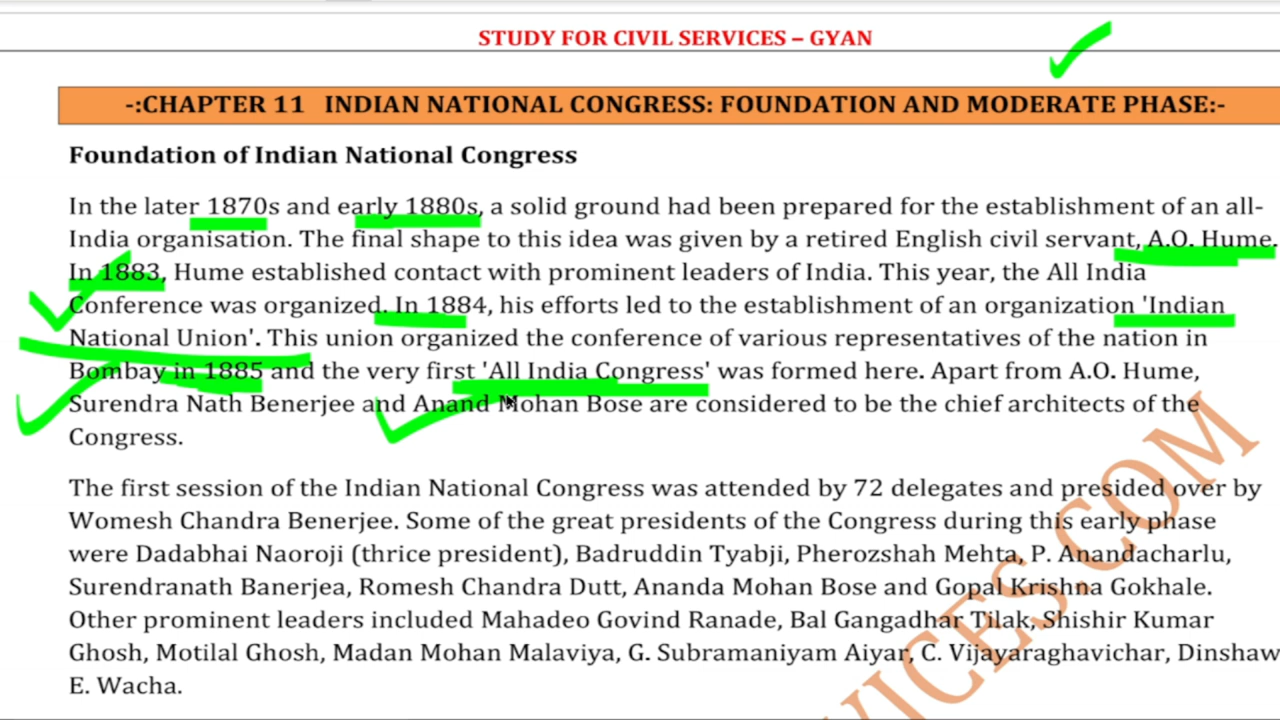 STUDY FOR CIVIL SERVICES – GYAN
-:CHAPTER 11 INDIAN NATIONAL CONGRESS: FOUNDATION AND MODERATE PHASE:-
Foundation of Indian National Congress
In the later 1870s and early 1880s, a solid ground had been prepared for the establishment of an all-
India organisation. The final shape to this idea was given by a retired English civil servant, A.O. Hume.
In 1883, Hume established contact with prominent leaders of India. This year, the All India
Conference was organized. In 1884, his efforts led to the establishment of an organization 'Indian
National Union'. This union organized the conference of various representatives of the nation in
Bombay in 1885 and the very first 'All India Congress' was formed here. Apart from A.O. Hume,
Surendra Nath Benerjee and Anand Mohan Bose are considered to be the chief architects of the
Congress.
The first session of the Indian National Congress was attended by 72 delegates and presided over by
Womesh Chandra Benerjee. Some of the great presidents of the Congress during this early phase
were Dadabhai Naoroji (thrice president), Badruddin Tyabji, Pherozshah Mehta, P. Anandacharlu,
Surendranath Banerjea, Romesh Chandra Dutt, Ananda Mohan Bose and Gopal Krishna Gokhale.
Other prominent leaders included Mahadeo Govind Ranade, Bal Gangadhar Tilak, Shishir Kumar
Ghosh, Motilal Ghosh, Madan Mohan Malaviya, G. Subramaniyam Aiyar, C. Vijayaraghavichar, Dinshaw
E. Wacha.
VICES.COM